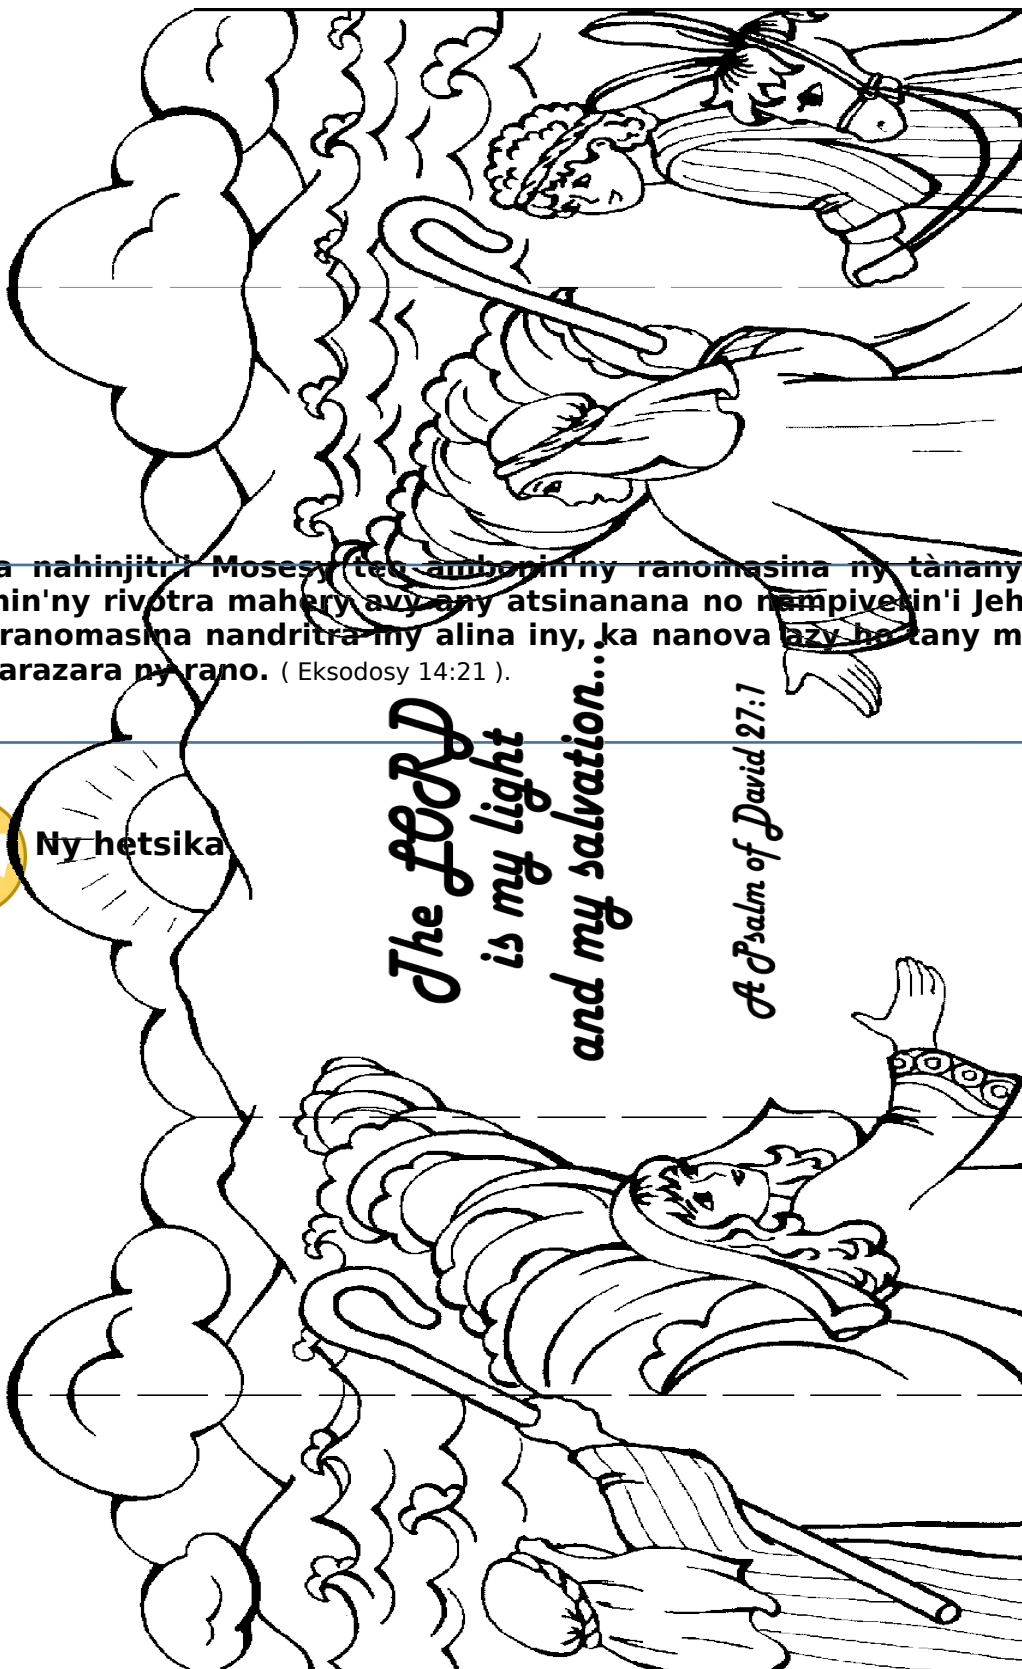 a nahinjitr'i Mosesy teo ambonin'ny ranomasina ny tànany
nin'ny rivotra mahery avy any atsinanana no nampiverin'i Jeh
ranomasina nandritra iny alina iny, ka nanova azy ho tany m
arazara ny rano. ( Eksodosy 14:21 ).
Ny hetsika
The LORD
is my light
and my salvation...
A Psalm of David 27:1